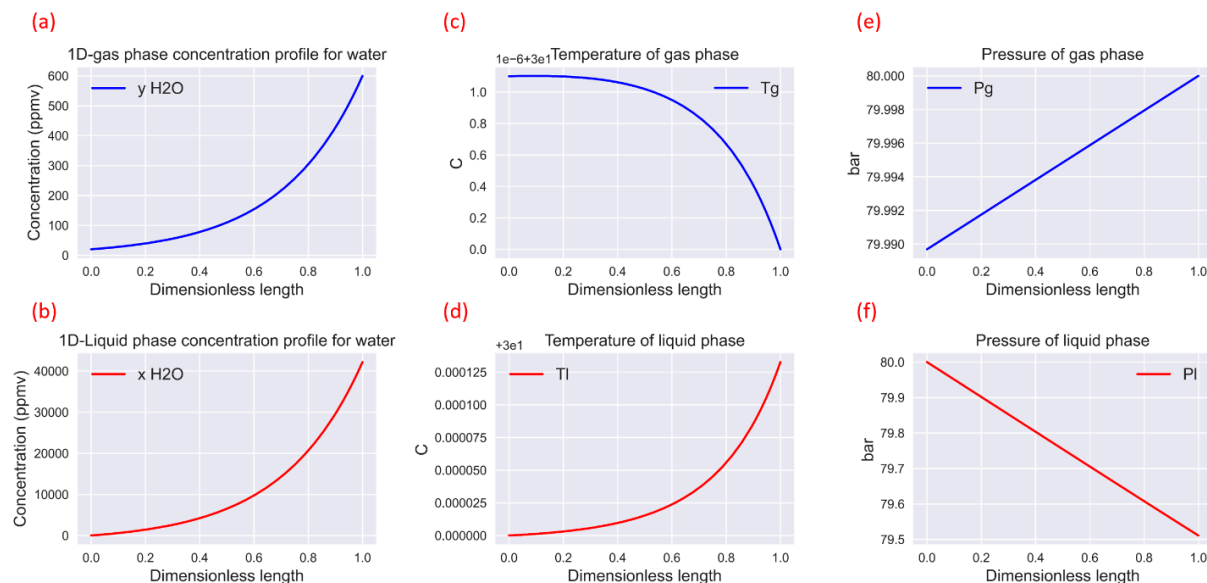 (a)
1D-gas phase concentration profile for water
y H2O
600
500
400
300
200
100
0
Concentration (ppmv)
0.0 0.2 0.4 0.6 0.8 1.0
Dimensionless length
(c)
1e-6+3e1
Temperature of gas phase
Tg
1.0
0.8
0.6
0.4
0.2
0.0
C
0.0 0.2 0.4 0.6 0.8 1.0
Dimensionless length
(e)
Pressure of gas phase
Pg
80.000
79.998
79.996
79.994
79.992
79.990
bar
0.0 0.2 0.4 0.6 0.8 1.0
Dimensionless length
(b)
1D-Liquid phase concentration profile for water
x H2O
40000
30000
20000
10000
0
Concentration (ppmv)
0.0 0.2 0.4 0.6 0.8 1.0
Dimensionless length
(d)
+3e1
Temperature of liquid phase
Tl
0.000125
0.000100
0.000075
0.000050
0.000025
0.000000
C
0.0 0.2 0.4 0.6 0.8 1.0
Dimensionless length
(f)
Pressure of liquid phase
Pl
80.0
79.9
79.8
79.7
79.6
79.5
bar
0.0 0.2 0.4 0.6 0.8 1.0
Dimensionless length